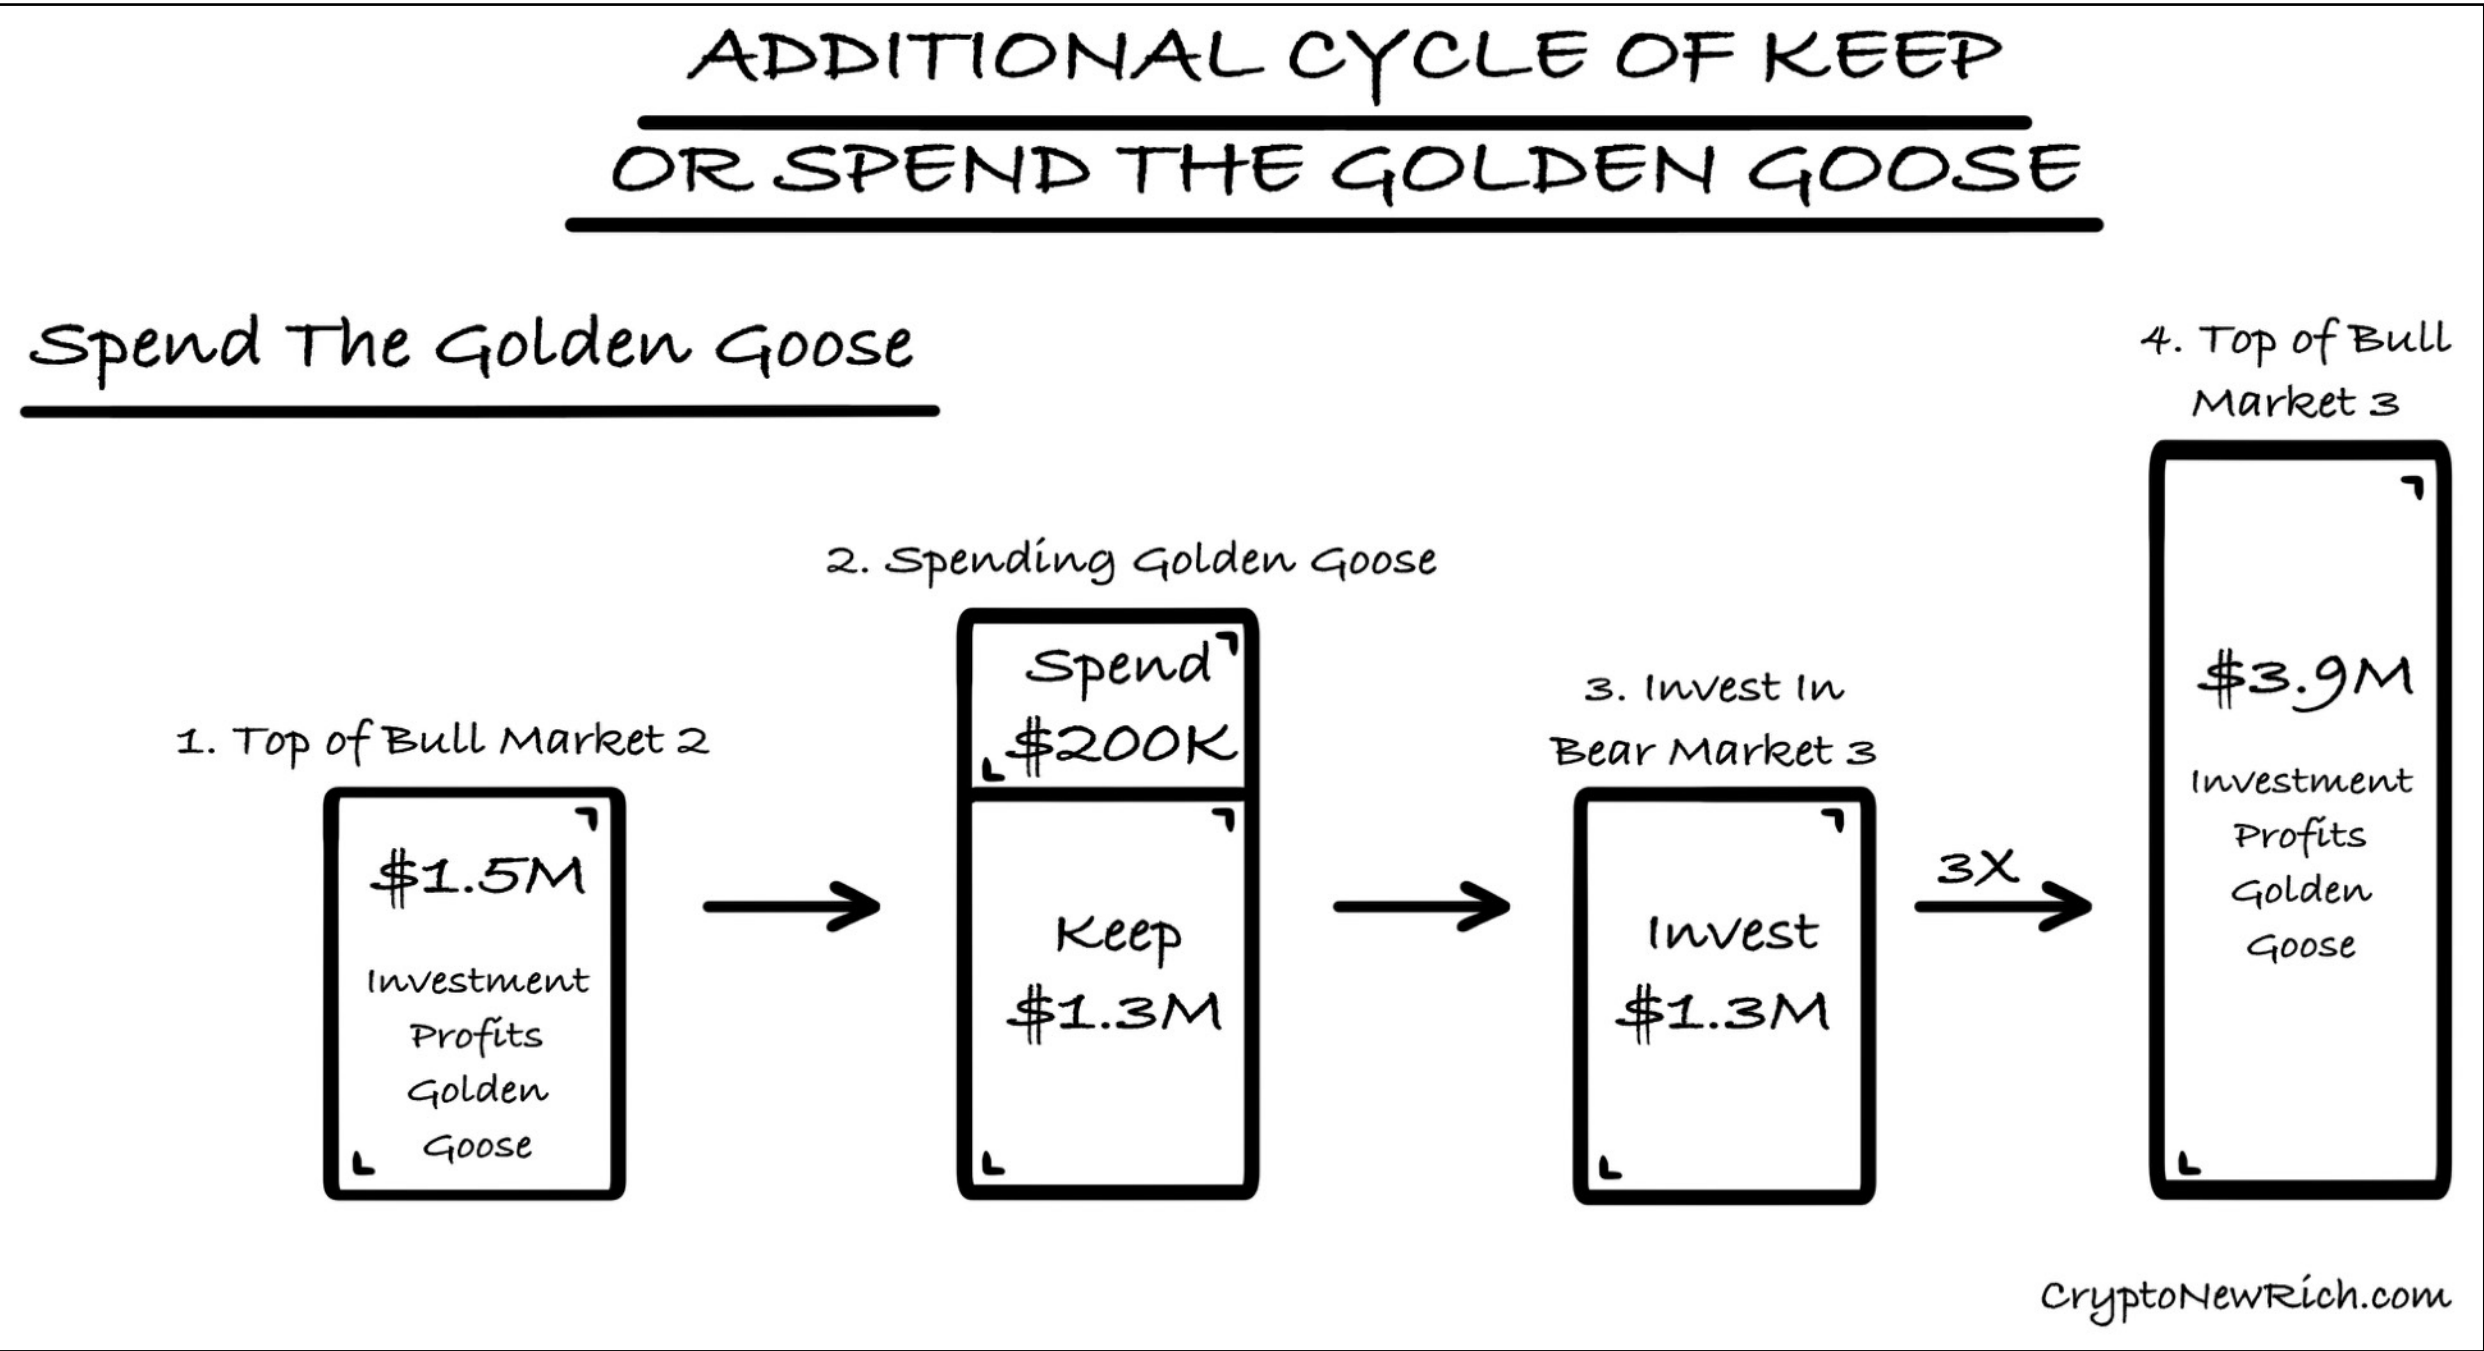 ADDITIONAL CYCLE OF KEEP
OR SPEND THE GOLDEN GOOSE
Spend The Golden Goose
1. Top of Bull Market 2
$1.5M
Investment
Profits
Golden
Goose
2. Spending Golden Goose
Spend
$200K
Keep
$1.3M
3. Invest In
Bear Market 3
Invest
$1.3M
3X
4. Top of Bull
Market 3
$3.9M
Investment
Profits
Golden
Goose
CryptoNewRich.com